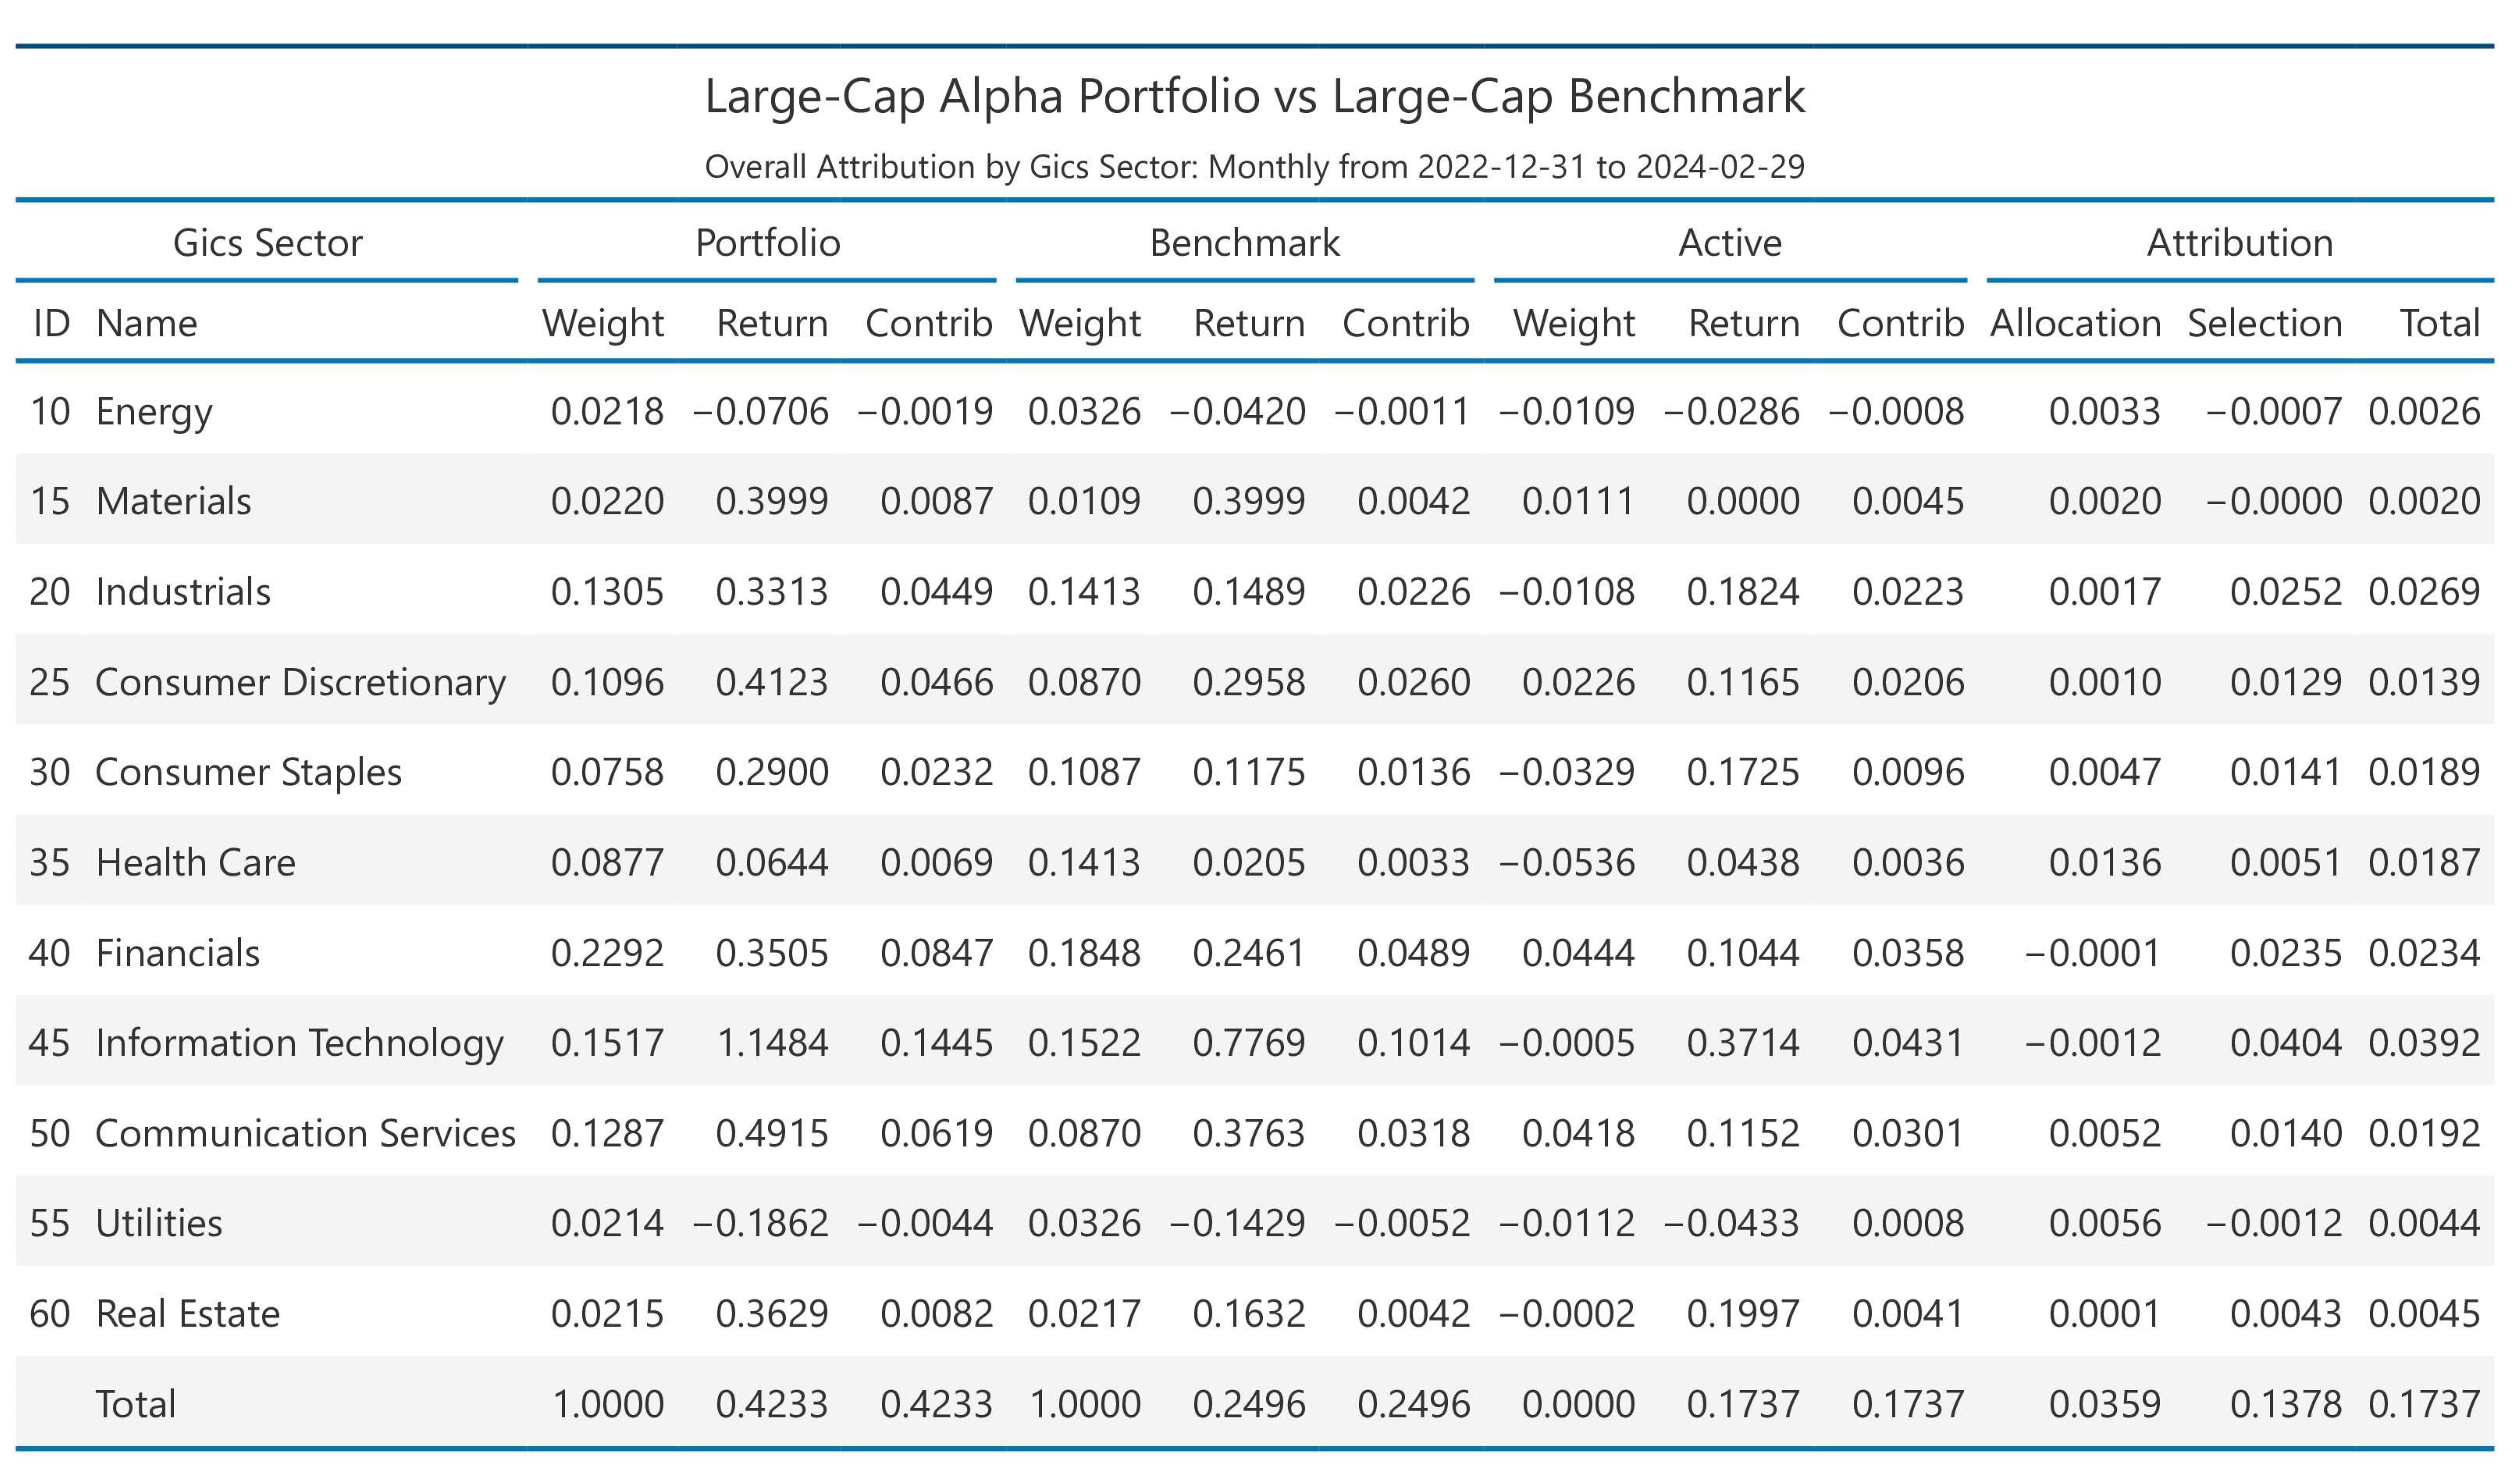 Large-Cap Alpha Portfolio vs Large-Cap Benchmark
Overall Attribution by Gics Sector: Monthly from 2022-12-31 to 2024-02-29
Gics Sector Portfolio Benchmark Active Attribution
ID Name Weight Return Contrib Weight Return Contrib Weight Return Contrib Allocation Selection Total
10 Energy 0.0218 −0.0706 −0.0019 0.0326 −0.0420 −0.0011 −0.0109 −0.0286 −0.0008 0.0033 −0.0007 0.0026
15 Materials 0.0220 0.3999 0.0087 0.0109 0.3999 0.0042 0.0111 0.0000 0.0045 0.0020 −0.0000 0.0020
20 Industrials 0.1305 0.3313 0.0449 0.1413 0.1489 0.0226 −0.0108 0.1824 0.0223 0.0017 0.0252 0.0269
25 Consumer Discretionary 0.1096 0.4123 0.0466 0.0870 0.2958 0.0260 0.0226 0.1165 0.0206 0.0010 0.0129 0.0139
30 Consumer Staples 0.0758 0.2900 0.0232 0.1087 0.1175 0.0136 −0.0329 0.1725 0.0096 0.0047 0.0141 0.0189
35 Health Care 0.0877 0.0644 0.0069 0.1413 0.0205 0.0033 −0.0536 0.0438 0.0036 0.0136 0.0051 0.0187
40 Financials 0.2292 0.3505 0.0847 0.1848 0.2461 0.0489 0.0444 0.1044 0.0358 −0.0001 0.0235 0.0234
45 Information Technology 0.1517 1.1484 0.1445 0.1522 0.7769 0.1014 −0.0005 0.3714 0.0431 −0.0012 0.0404 0.0392
50 Communication Services 0.1287 0.4915 0.0619 0.0870 0.3763 0.0318 0.0418 0.1152 0.0301 0.0052 0.0140 0.0192
55 Utilities 0.0214 −0.1862 −0.0044 0.0326 −0.1429 −0.0052 −0.0112 −0.0433 0.0008 0.0056 −0.0012 0.0044
60 Real Estate 0.0215 0.3629 0.0082 0.0217 0.1632 0.0042 −0.0002 0.1997 0.0041 0.0001 0.0043 0.0045
Total 1.0000 0.4233 0.4233 1.0000 0.2496 0.2496 0.0000 0.1737 0.1737 0.0359 0.1378 0.1737